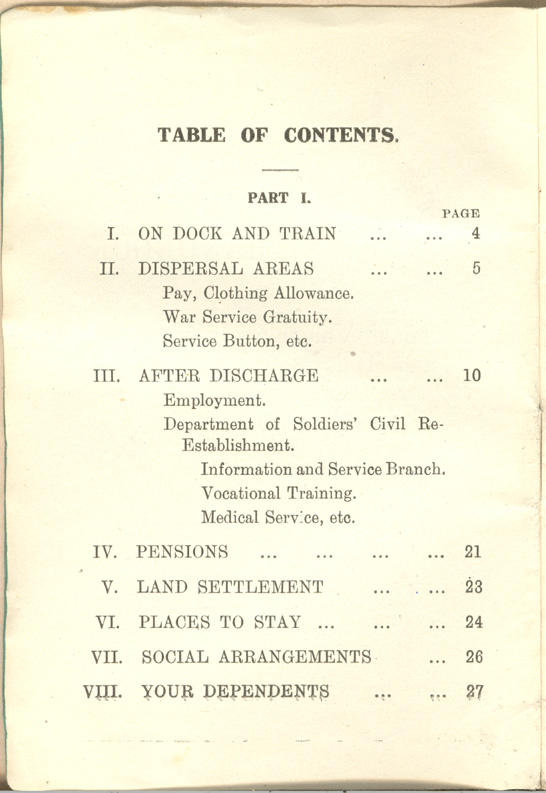 TABLE OF CONTENTS.
PART I.
PAGE
I. ON DOCK AND TRAIN ... ... 4
II. DISPERSAL AREAS ... ... 5
Pay, Clothing Allowance.
War Service Gratuity.
Service Button, etc.
III. AFTER DISCHARGE ... ... 10
Employment.
Department of Soldiers' Civil Re-
Establishment.
Information and Service Branch.
Vocational Training.
Medical Service, etc.
IV. PENSIONS ... ... ... ... 21
V. LAND SETTLEMENT ... ... 23
VI. PLACES TO STAY ... ... ... 24
VII. SOCIAL ARRANGEMENTS ... 26
VIII. YOUR DEPENDENTS ... ... 27